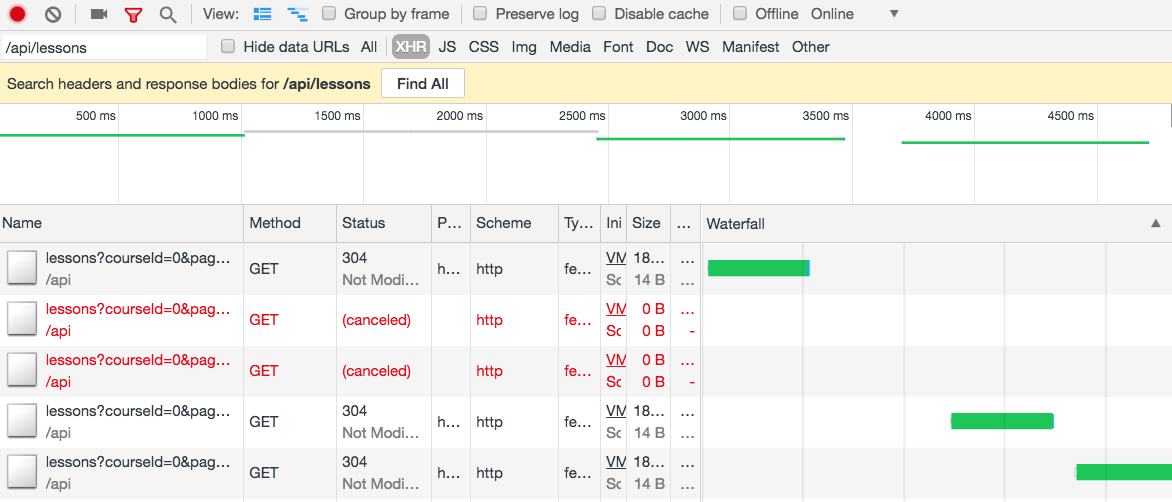 View: Group by frame Preserve log Disable cache Offline Online
/api/lessons Hide data URLs All XHR JS CSS Img Media Font Doc WS Manifest Other
Search headers and response bodies for /api/lessons Find All
500 ms 1000 ms 1500 ms 2000 ms 2500 ms 3000 ms 3500 ms 4000 ms 4500 ms
Name Method Status P... Scheme Ty... Ini Size ... Waterfall
lessons?courseId=0&pag... 304 VM 18... ...
GET h... http fe...
/api Not Modi... Sc 14 B ...
lessons?courseId=0&pag... VM 0 B ...
GET (canceled) http fe...
/api Sc 0 B -
lessons?courseId=0&pag... VM 0 B ...
GET (canceled) http fe...
/api Sc 0 B -
lessons?courseId=0&pag... 304 VM 18... ...
GET h... http fe...
/api Not Modi... Sc 14 B ...
lessons?courseId=0&pag... 304 VM 18... ...
GET h... http fe...
/api Not Modi... Sc 14 B ...